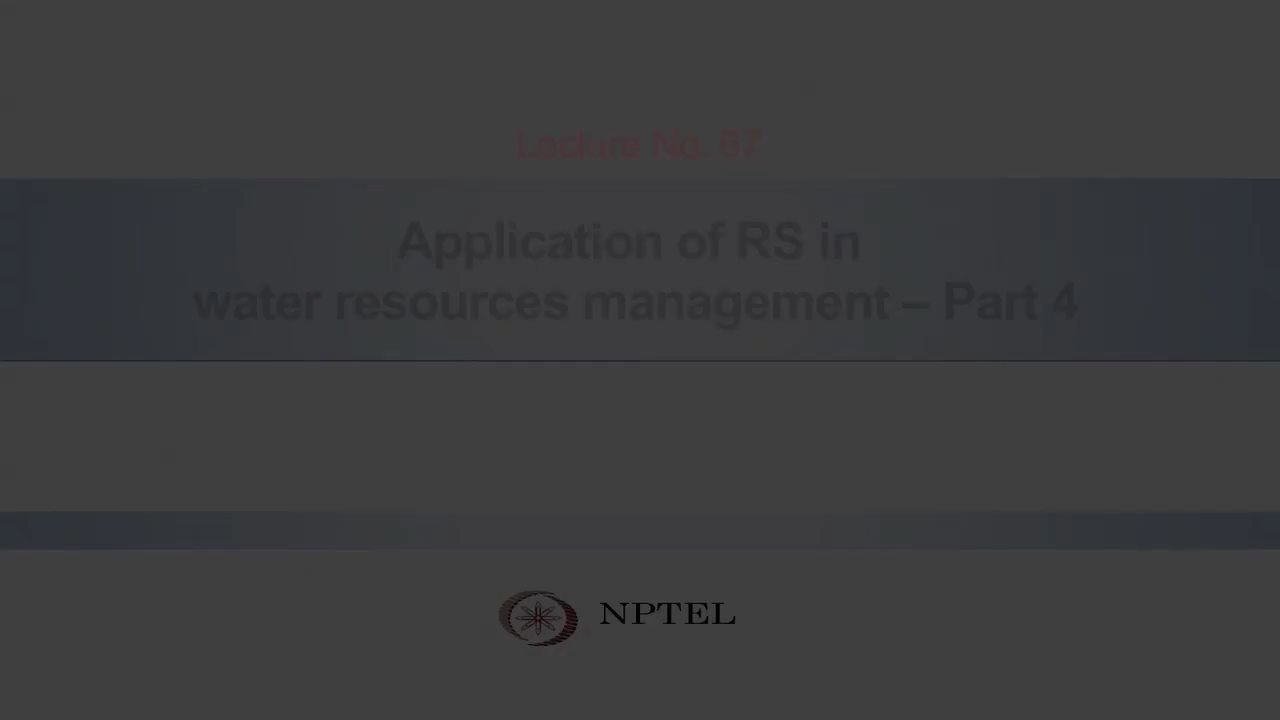 Lecture No. 67
Application of RS in
water resources management – Part 4
NPTEL